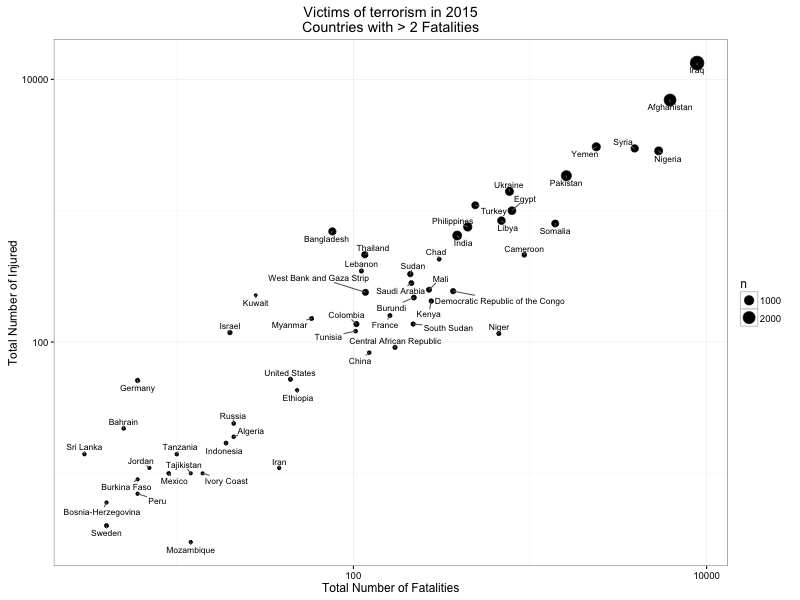 Victims of terrorism in 2015
Countries with > 2 Fatalities
10000
Iraq
Afghanistan
Syria
Yemen
Nigeria
Pakistan
Ukraine
Egypt
Turkey
Philippines
Libya
Somalia
Bangladesh
India
Thailand
Chad
Cameroon
Lebanon
Sudan
West Bank and Gaza Strip
Mali
Saudi Arabia
Kuwait
Democratic Republic of the Congo
Burundi
Kenya
Colombia
Myanmar
France
Israel
South Sudan
Niger
Tunisia
Central African Republic
100
China
United States
Germany
Ethiopia
Russia
Bahrain
Algeria
Sri Lanka
Tanzania
Indonesia
Jordan
Tajikistan
Iran
Burkina Faso
Mexico
Ivory Coast
Peru
Bosnia-Herzegovina
Sweden
Mozambique
100
10000
Total Number of Fatalities
Total Number of Injured
n
1000
2000